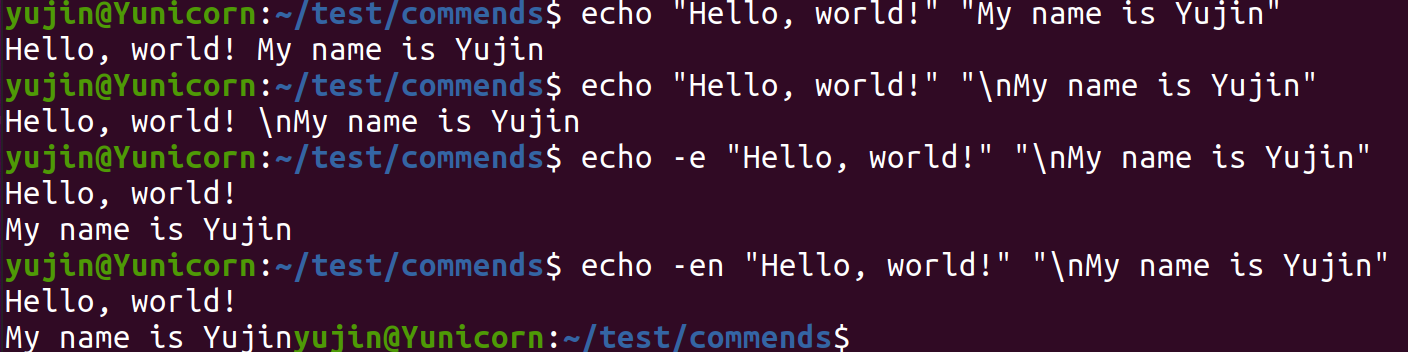 yujin@Yunicorn:~/test/commends$ echo "Hello, world!" "My name is Yujin"
Hello, world! My name is Yujin
yujin@Yunicorn:~/test/commends$ echo "Hello, world!" "\nMy name is Yujin"
Hello, world! \nMy name is Yujin
yujin@Yunicorn:~/test/commends$ echo -e "Hello, world!" "\nMy name is Yujin"
Hello, world!
My name is Yujin
yujin@Yunicorn:~/test/commends$ echo -en "Hello, world!" "\nMy name is Yujin"
Hello, world!
My name is Yujinyujin@Yunicorn:~/test/commends$